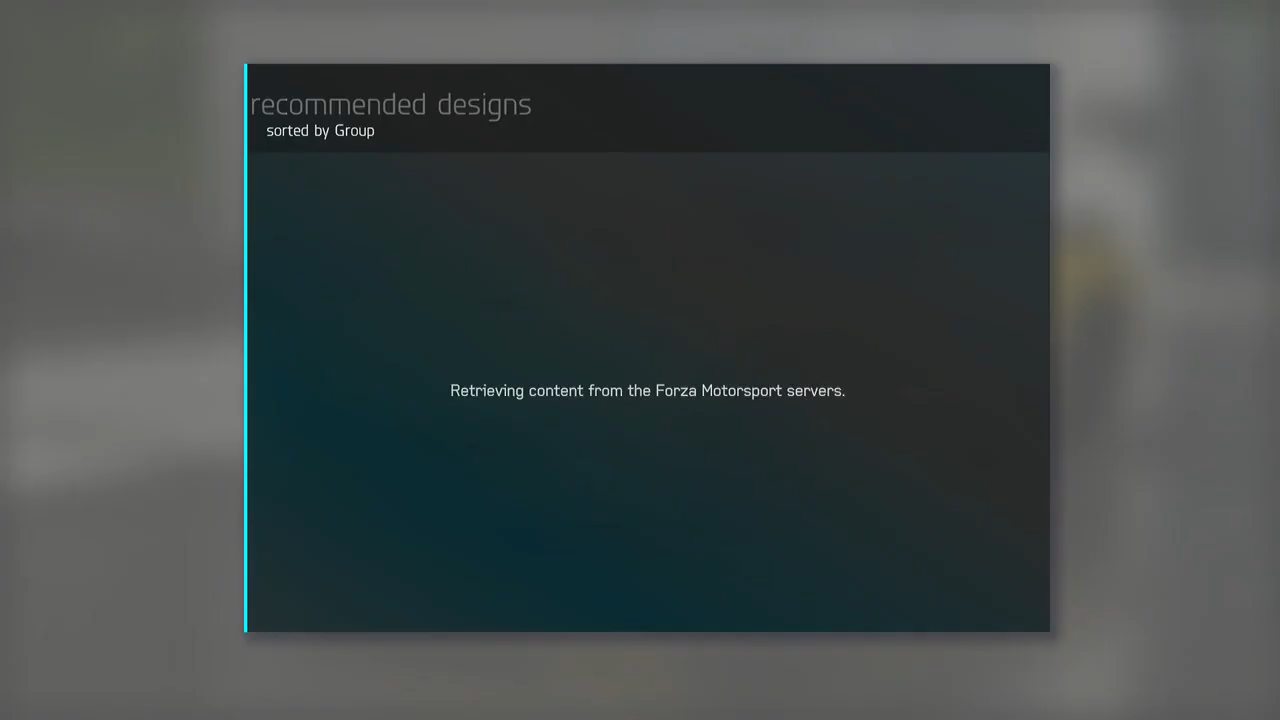 recommended designs
sorted by Group
Retrieving content from the Forza Motorsport servers.